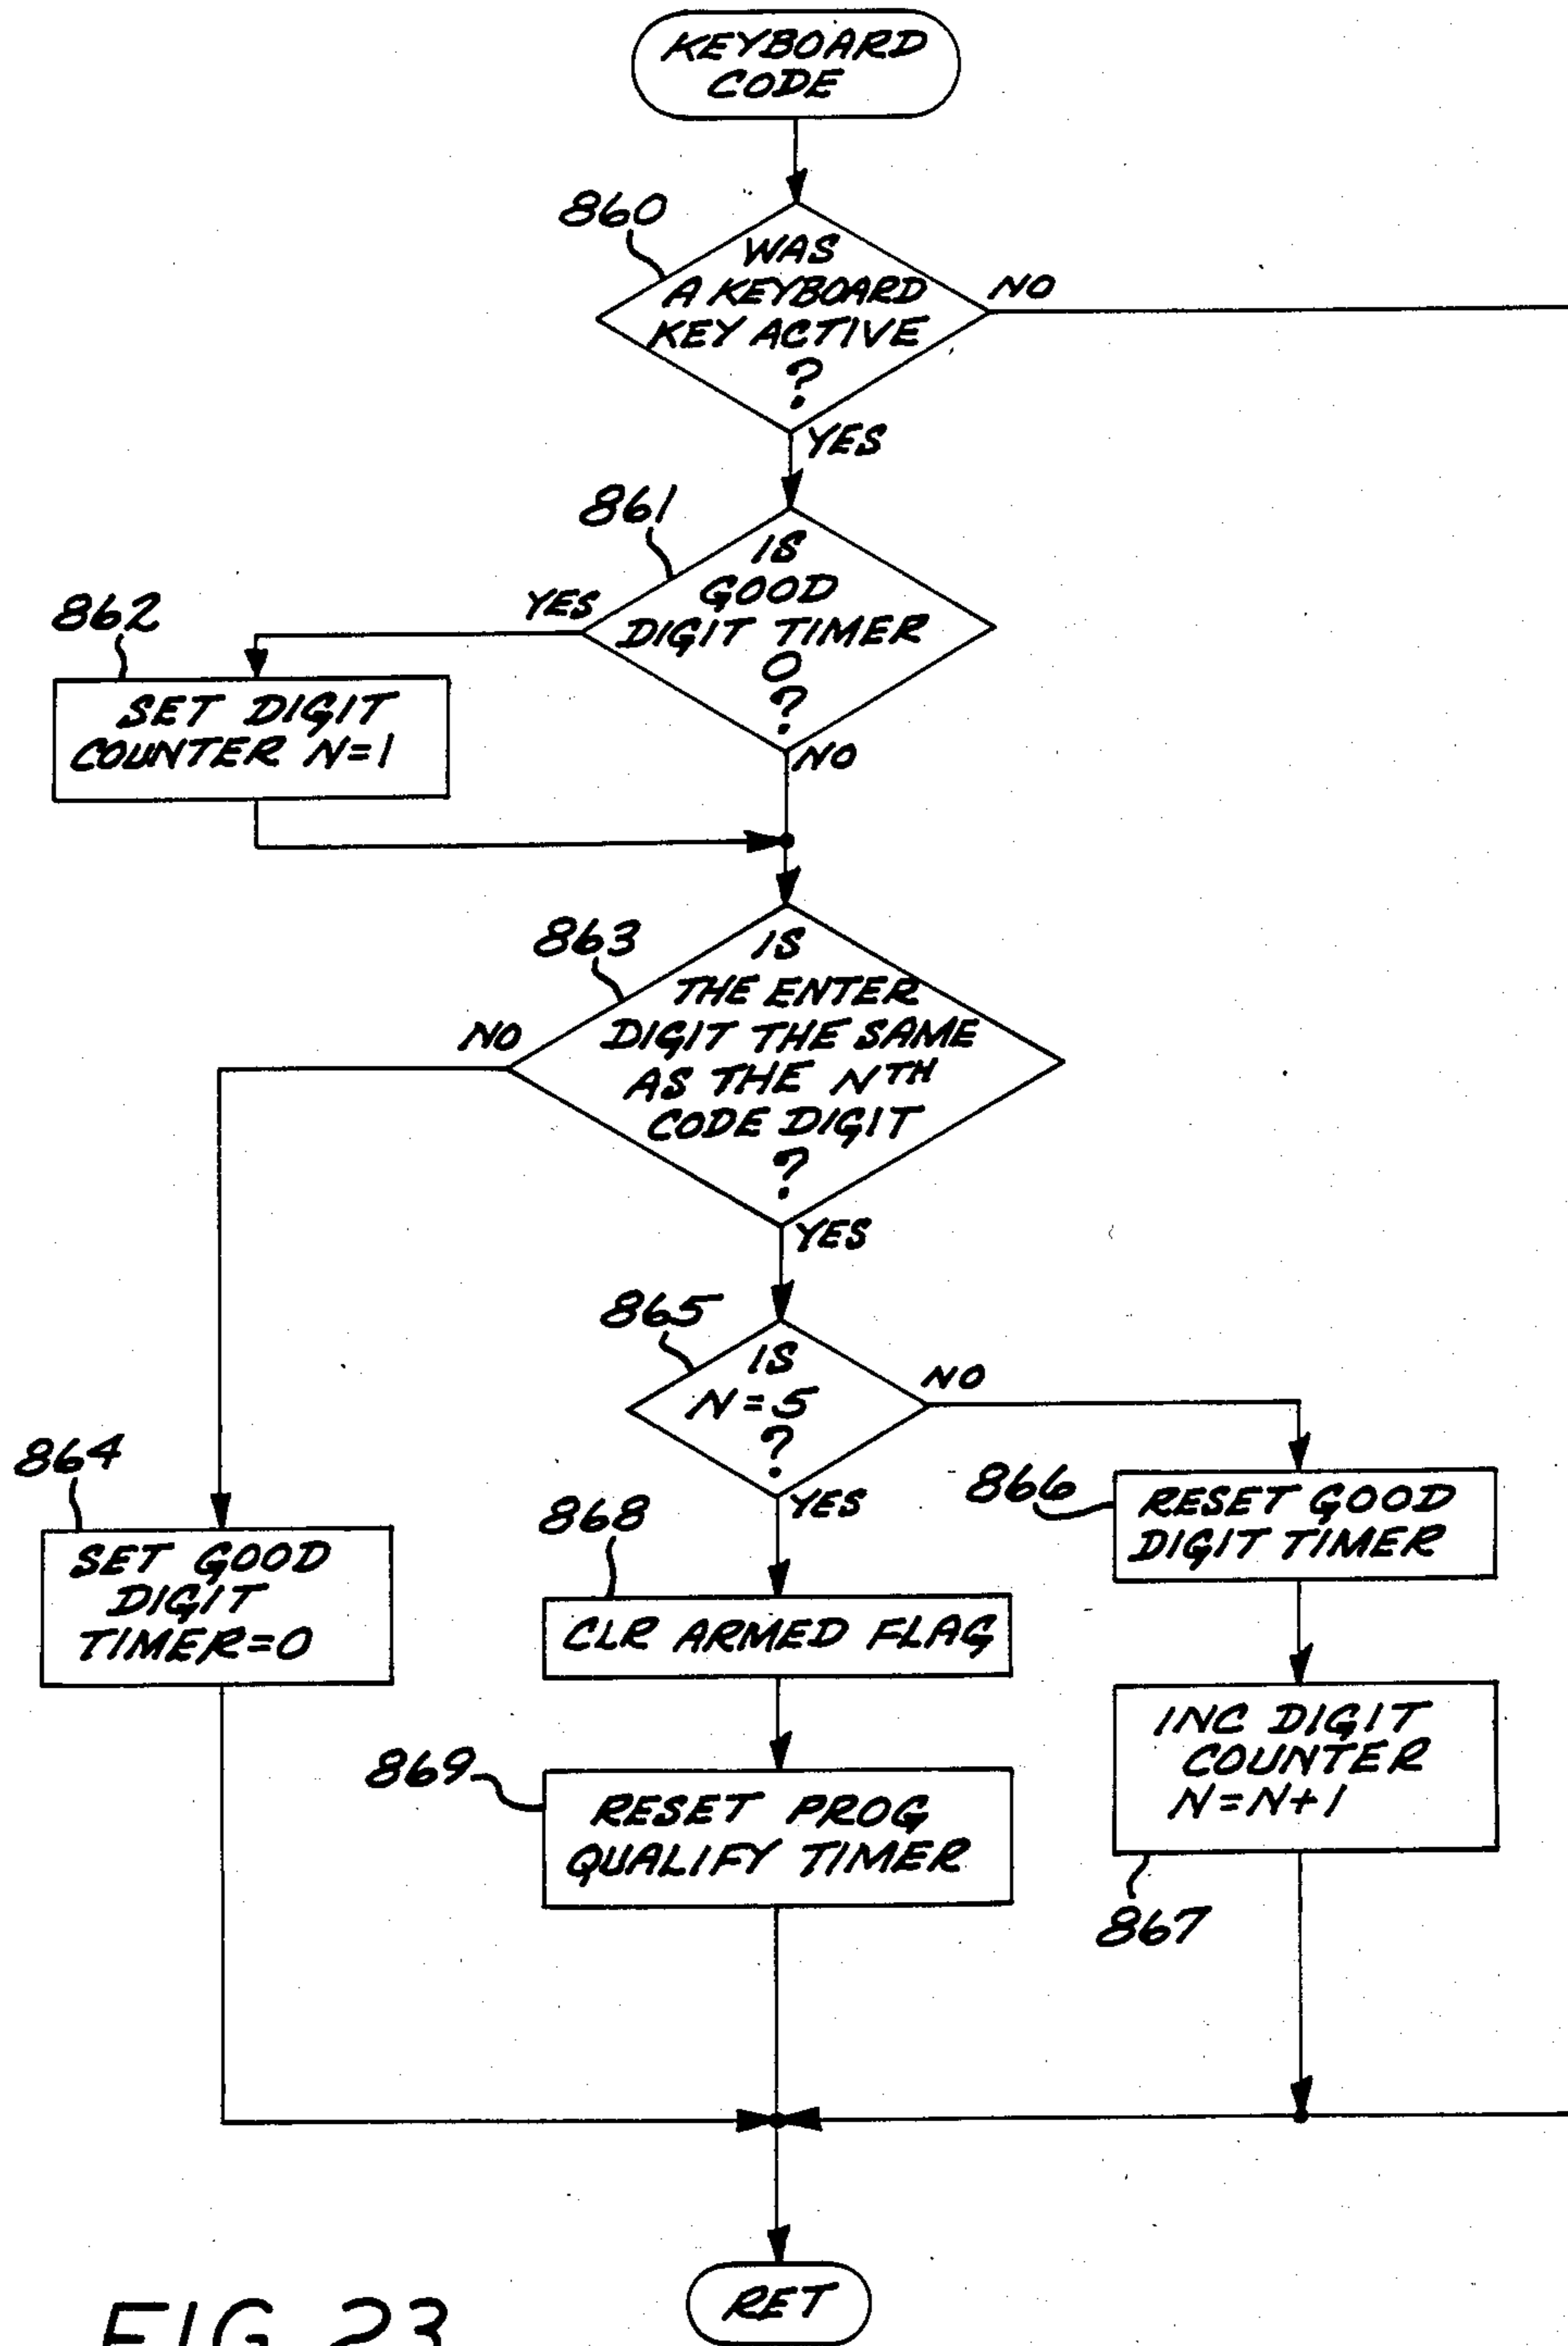 KEYBOARD
CODE
860
WAS
A KEYBOARD
KEY ACTIVE
?
NO
YES
861
IS
GOOD
DIGIT TIMER
0
?
YES
NO
862
SET DIGIT
COUNTER N=1
863
IS
THE ENTER
DIGIT THE SAME
AS THE NTH
CODE DIGIT
?
NO
YES
865
IS
N=5
?
NO
YES
864
SET GOOD
DIGIT
TIMER=0
868
CLR ARMED FLAG
866
RESET GOOD
DIGIT TIMER
869
RESET PROG
QUALIFY TIMER
INC DIGIT
COUNTER
N=N+1
867
RET
FIG. 23